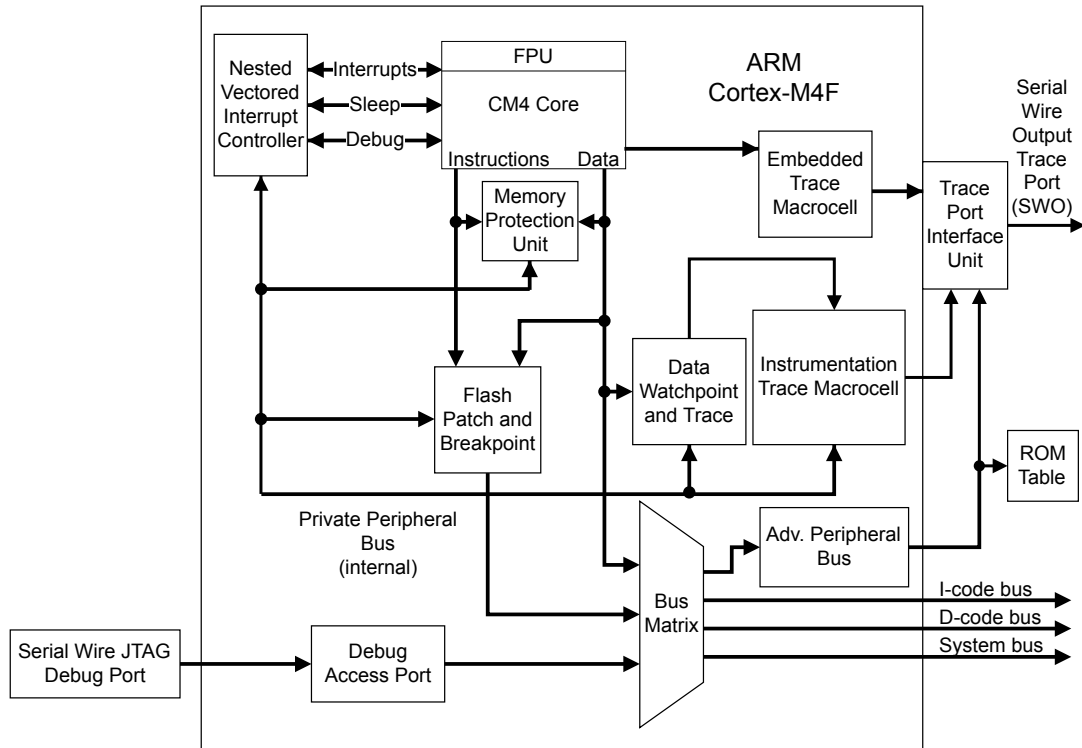 Nested
Vectored
Interrupt
Controller
Interrupts
Sleep
Debug
FPU
CM4 Core
Instructions Data
ARM
Cortex-M4F
Serial
Wire
Output
Trace
Port
(SWO)
Embedded
Trace
Macrocell
Trace
Port
Interface
Unit
Memory
Protection
Unit
Flash
Patch and
Breakpoint
Data
Watchpoint
and Trace
Instrumentation
Trace Macrocell
ROM
Table
Private Peripheral
Bus
(internal)
Adv. Peripheral
Bus
Bus
Matrix
I-code bus
D-code bus
System bus
Serial Wire JTAG
Debug Port
Debug
Access Port